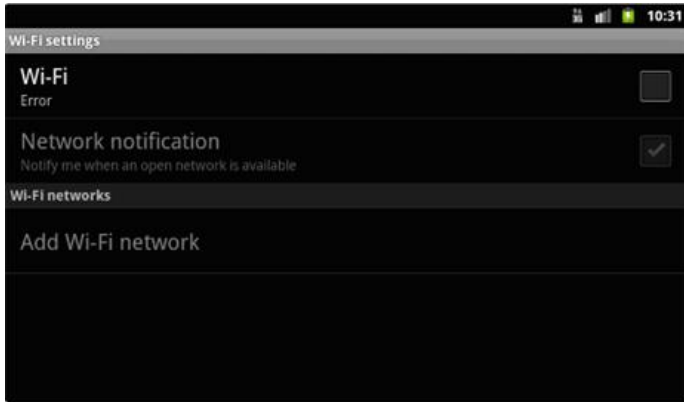 10:31
Wi-Fi settings
Wi-Fi
Error
Network notification
Notify me when an open network is available
Wi-Fi networks
Add Wi-Fi network